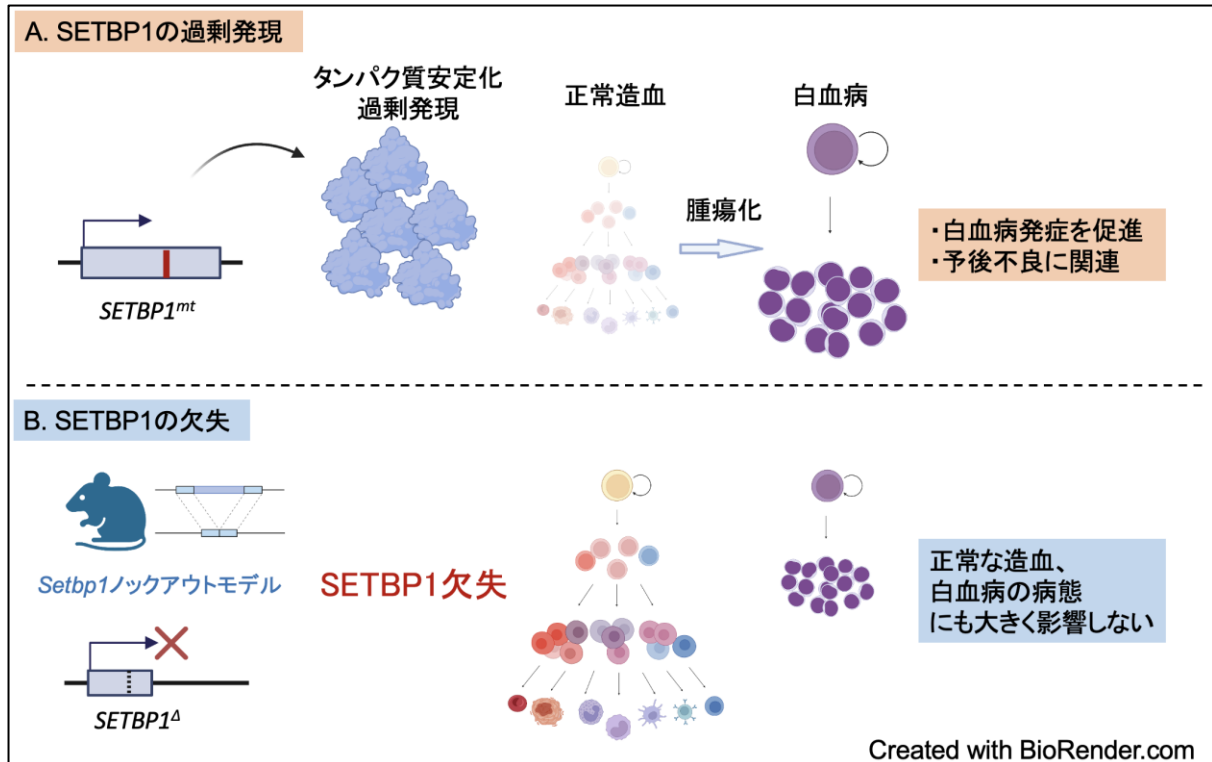 A. SETBP1の過剰発現
タンパク質安定化
過剰発現
正常造血
白血病
腫瘍化
・白血病発症を促進
・予後不良に関連
SETBP1mt
B. SETBP1の欠失
Setbp1ノックアウトモデル
SETBP1欠失
正常な造血、
白血病の病態
にも大きく影響しない
SETBP1Δ
Created with BioRender.com